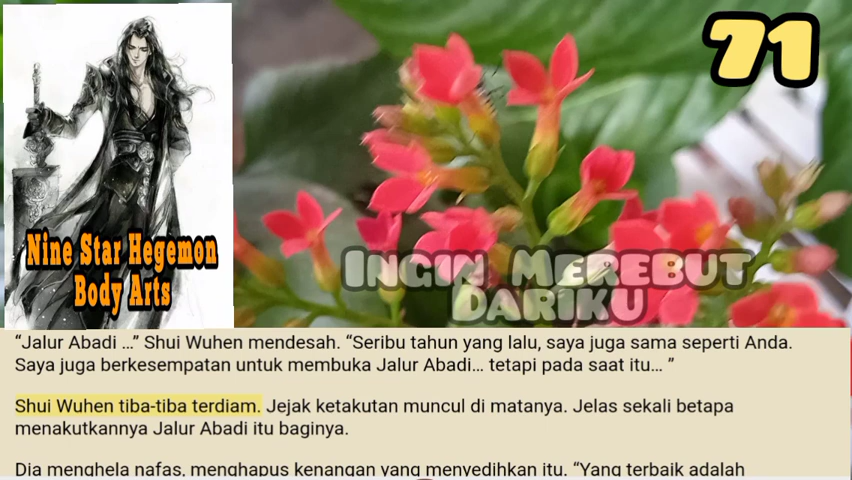 71
Nine Star Hegemon
Body Arts
Ingin Merebut
Dariku
“Jalur Abadi …” Shui Wuhen mendesah. “Seribu tahun yang lalu, saya juga sama seperti Anda.
Saya juga berkesempatan untuk membuka Jalur Abadi… tetapi pada saat itu… ”
Shui Wuhen tiba-tiba terdiam. Jejak ketakutan muncul di matanya. Jelas sekali betapa
menakutkannya Jalur Abadi itu baginya.
Dia menghela nafas, menghapus kenangan yang menyedihkan itu. “Yang terbaik adalah